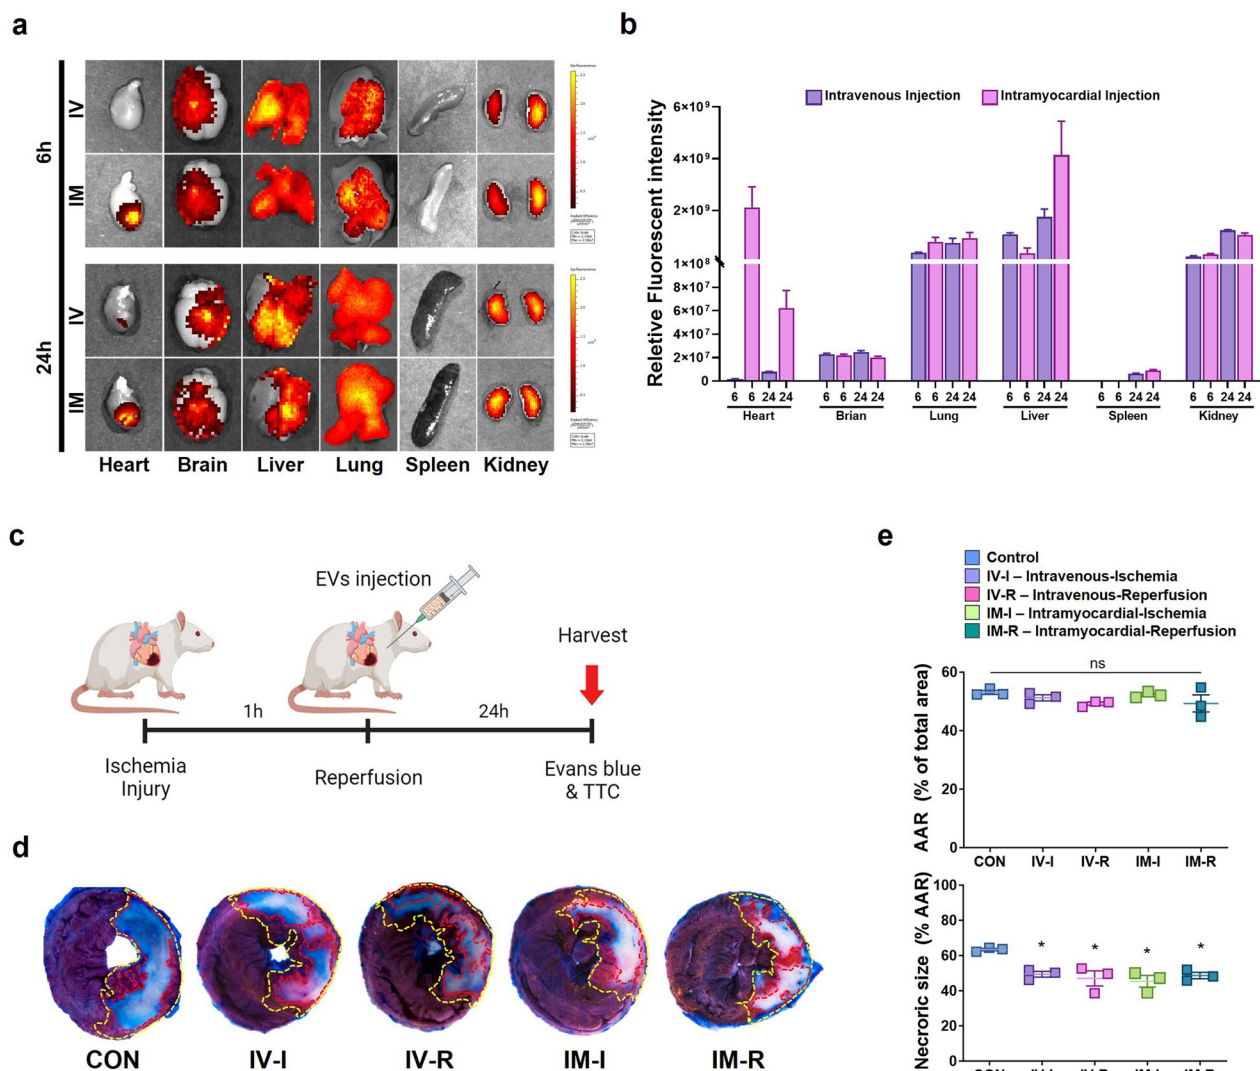 a
6h
IV
IM
24h
IV
IM
Heart Brain Liver Lung Spleen Kidney
b
Intravenous Injection Intramyocardial Injection
Reletive Fluorescent intensity
6×10⁹
4×10⁹
2×10⁹
1×10⁸
8×10⁷
6×10⁷
4×10⁷
2×10⁷
0
6 6 24 24 6 6 24 24 6 6 24 24 6 6 24 24 6 6 24 24 6 6 24 24
Heart Brian Lung Liver Spleen Kidney
c
EVs injection
Harvest
1h 24h
Ischemia
Injury
Reperfusion
Evans blue
& TTC
d
CON IV-I IV-R IM-I IM-R
e
Control
IV-I – Intravenous-Ischemia
IV-R – Intravenous-Reperfusion
IM-I – Intramyocardial-Ischemia
IM-R – Intramyocardial-Reperfusion
AAR (% of total area)
60
40
20
0
ns
CON IV-I IV-R IM-I IM-R
Necroric size (% AAR)
100
80
60
40
20
0
* * * *
CON IV-I IV-R IM-I IM-R